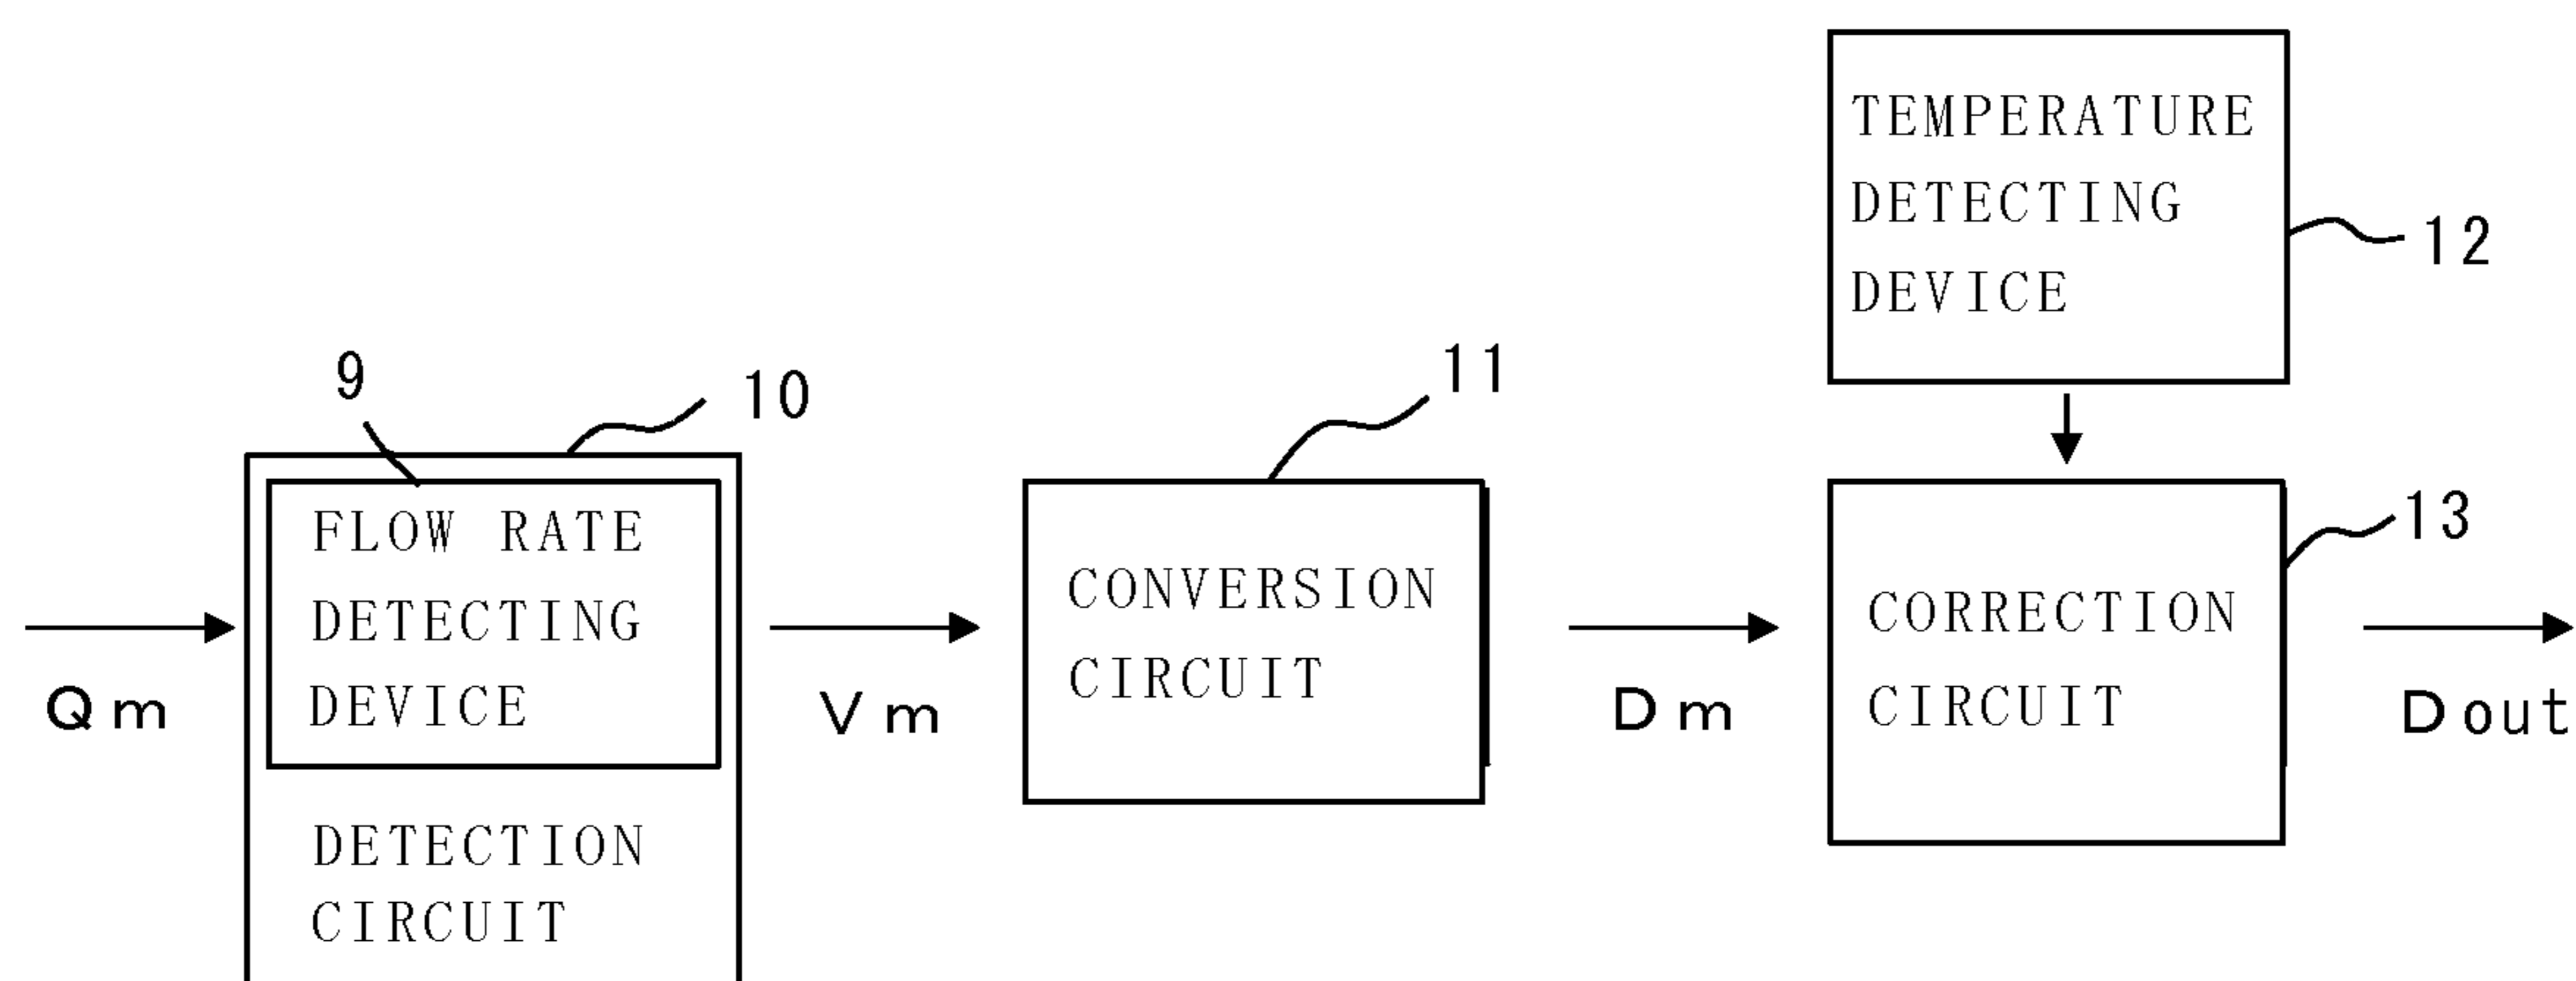 TEMPERATURE
DETECTING
DEVICE
12
9
10
11
FLOW RATE
DETECTING
DEVICE
DETECTION
CIRCUIT
CONVERSION
CIRCUIT
13
CORRECTION
CIRCUIT
Qm
Vm
Dm
Dout